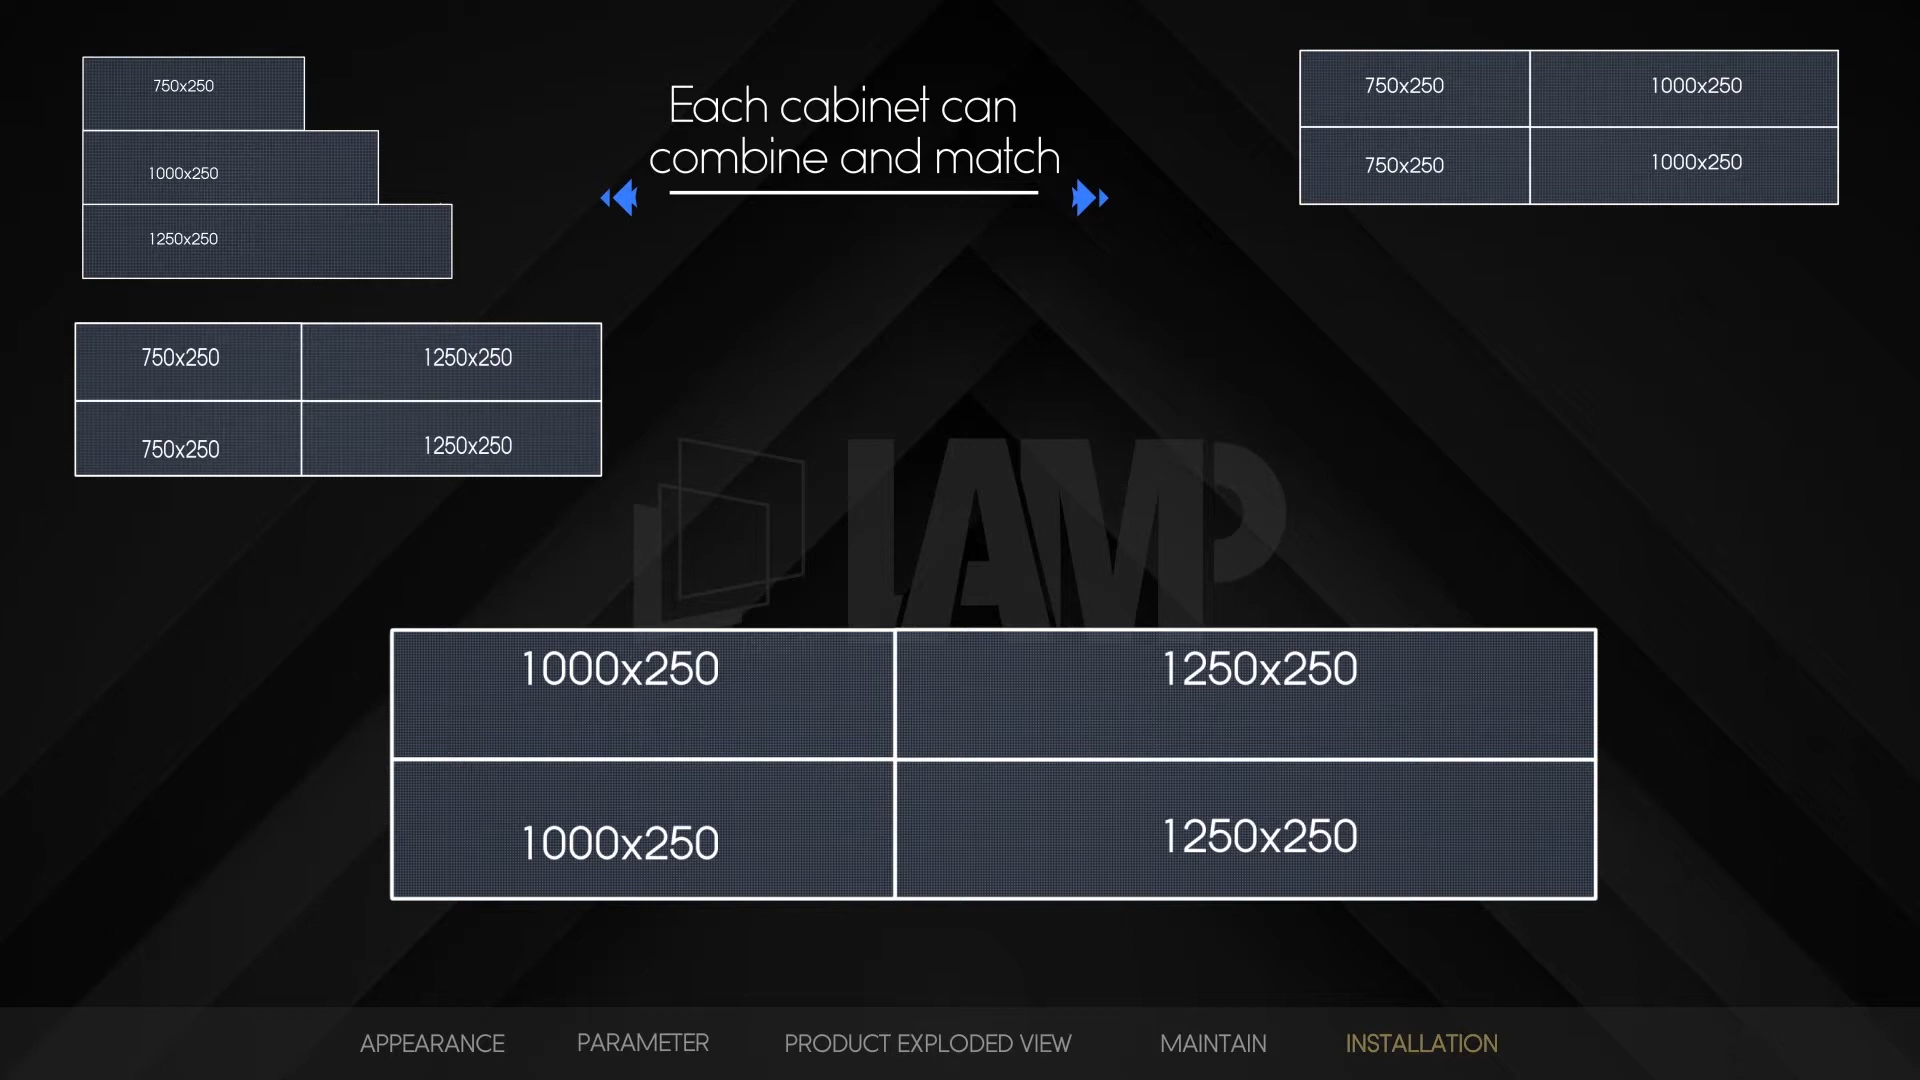 750x250
1000x250
1250x250
Each cabinet can
combine and match
750x250 1000x250
750x250 1000x250
750x250 1250x250
750x250 1250x250
LAMP
1000x250 1250x250
1000x250 1250x250
APPEARANCE PARAMETER PRODUCT EXPLODED VIEW MAINTAIN INSTALLATION